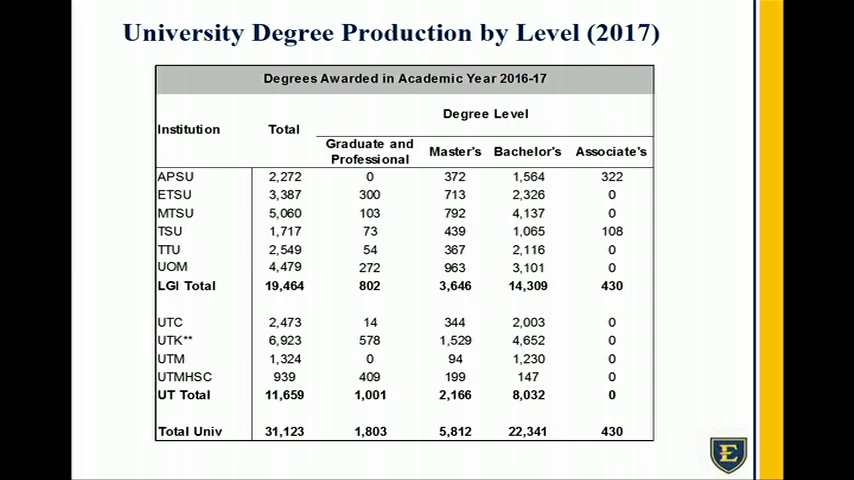 University Degree Production by Level (2017)
Degrees Awarded in Academic Year 2016-17
Degree Level
Institution Total
Graduate and Professional Master's Bachelor's Associate's
APSU 2,272 0 372 1,564 322
ETSU 3,387 300 713 2,326 0
MTSU 5,060 103 792 4,137 0
TSU 1,717 73 439 1,065 108
TTU 2,549 54 367 2,116 0
UOM 4,479 272 963 3,101 0
LGI Total 19,464 802 3,646 14,309 430
UTC 2,473 14 344 2,003 0
UTK** 6,923 578 1,529 4,652 0
UTM 1,324 0 94 1,230 0
UTMHSC 939 409 199 147 0
UT Total 11,659 1,001 2,166 8,032 0
Total Univ 31,123 1,803 5,812 22,341 430
E